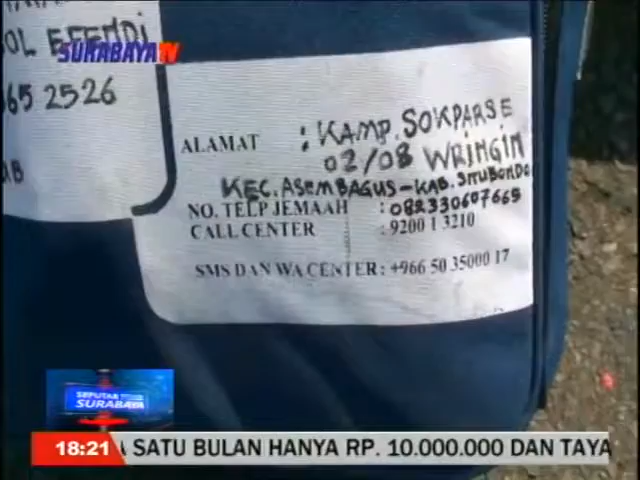 OL EFENDI
SURABAYA TV
65 2526
ALAMAT : KAMP. SOKPARSE
02/08 WRINGIN
KEC. ASEMBAGUS - KAB. SITUBONDO
NO. TELP JEMAAH : 082330607669
CALL CENTER : 9200 1 3210
SMS DAN WA CENTER : +966 50 35000 17
SEPUTAR
SURABAYA
18:21 A SATU BULAN HANYA RP. 10.000.000 DAN TAYA